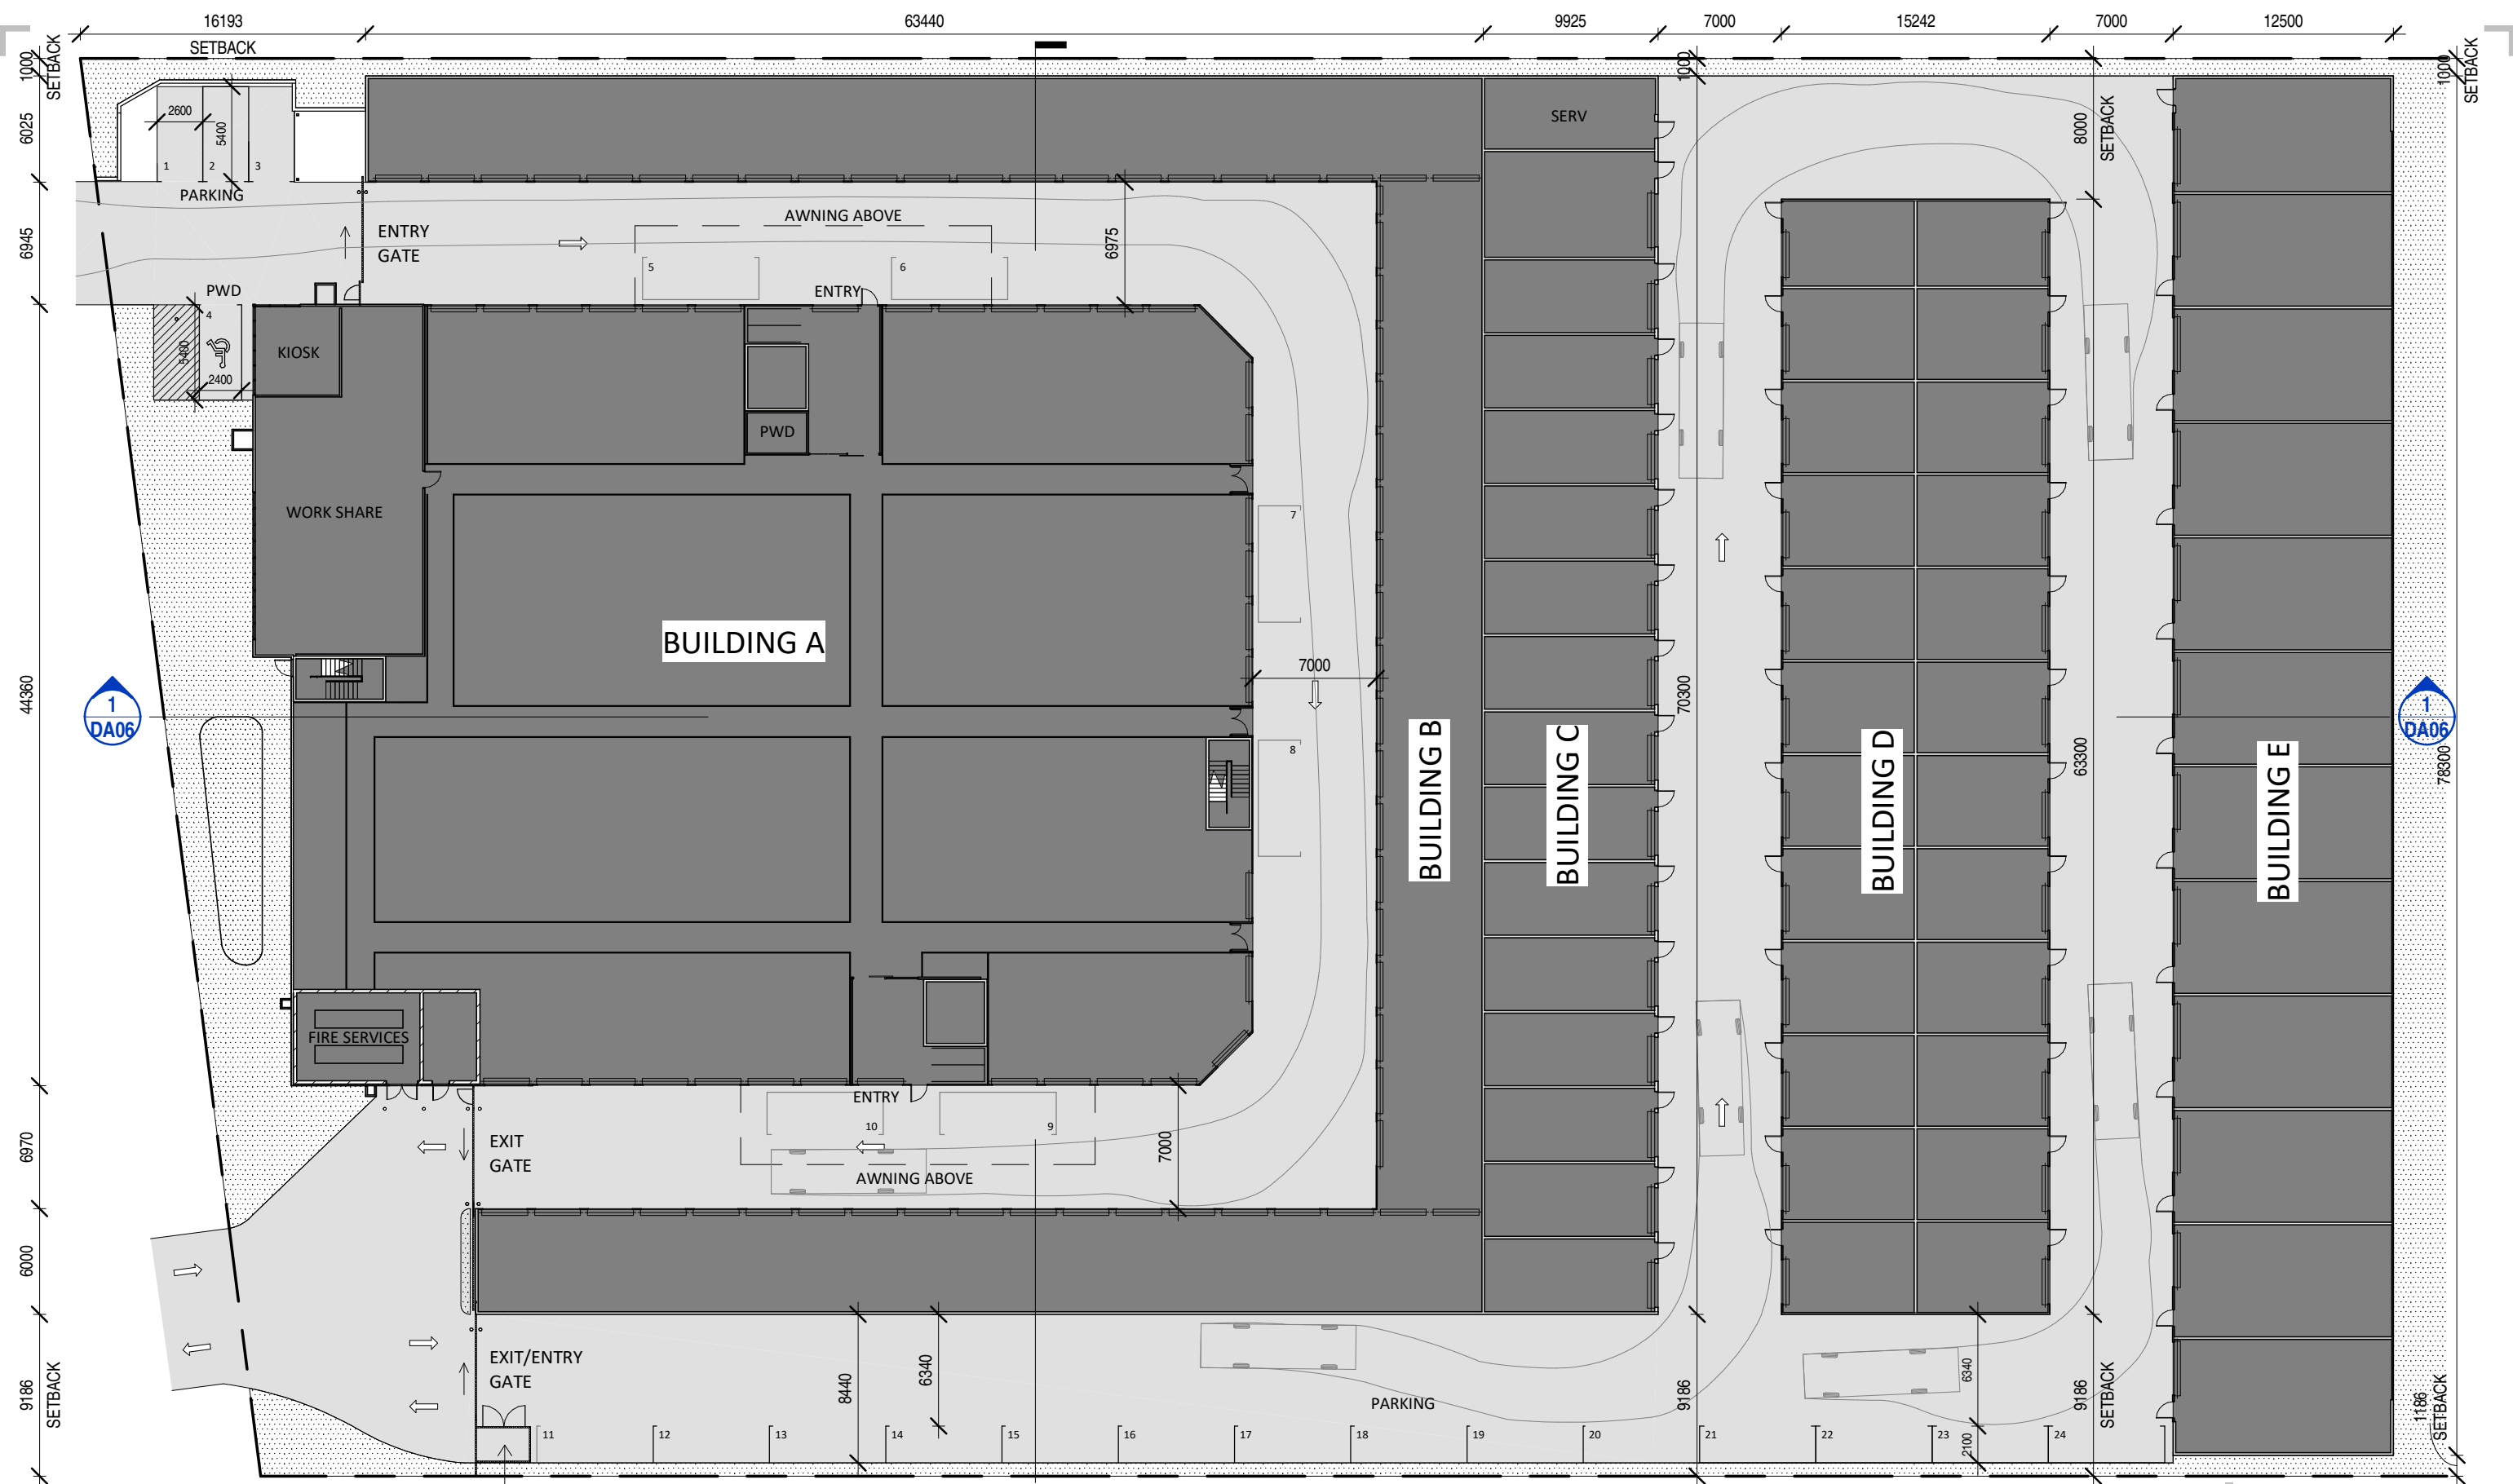 16193
63440
9925
7000
15242
7000
12500
SETBACK
1000
SETBACK
1000
1000
SETBACK
6025
2600
5400
1
2
3
PARKING
SERV
8000
SETBACK
6945
ENTRY
GATE
AWNING ABOVE
6975
5
6
PWD
4
ENTRY
5400
2400
KIOSK
PWD
WORK SHARE
7
BUILDING A
7000
44360
1
DA06
8
BUILDING B
BUILDING C
70300
BUILDING D
63300
BUILDING E
1
DA06
78300
FIRE SERVICES
ENTRY
10
9
EXIT
GATE
7000
AWNING ABOVE
6970
6000
EXIT/ENTRY
GATE
8440
6340
PARKING
9186
SETBACK
9186
6340
2100
9186
SETBACK
1186
SETBACK
11
12
13
14
15
16
17
18
19
20
21
22
23
24